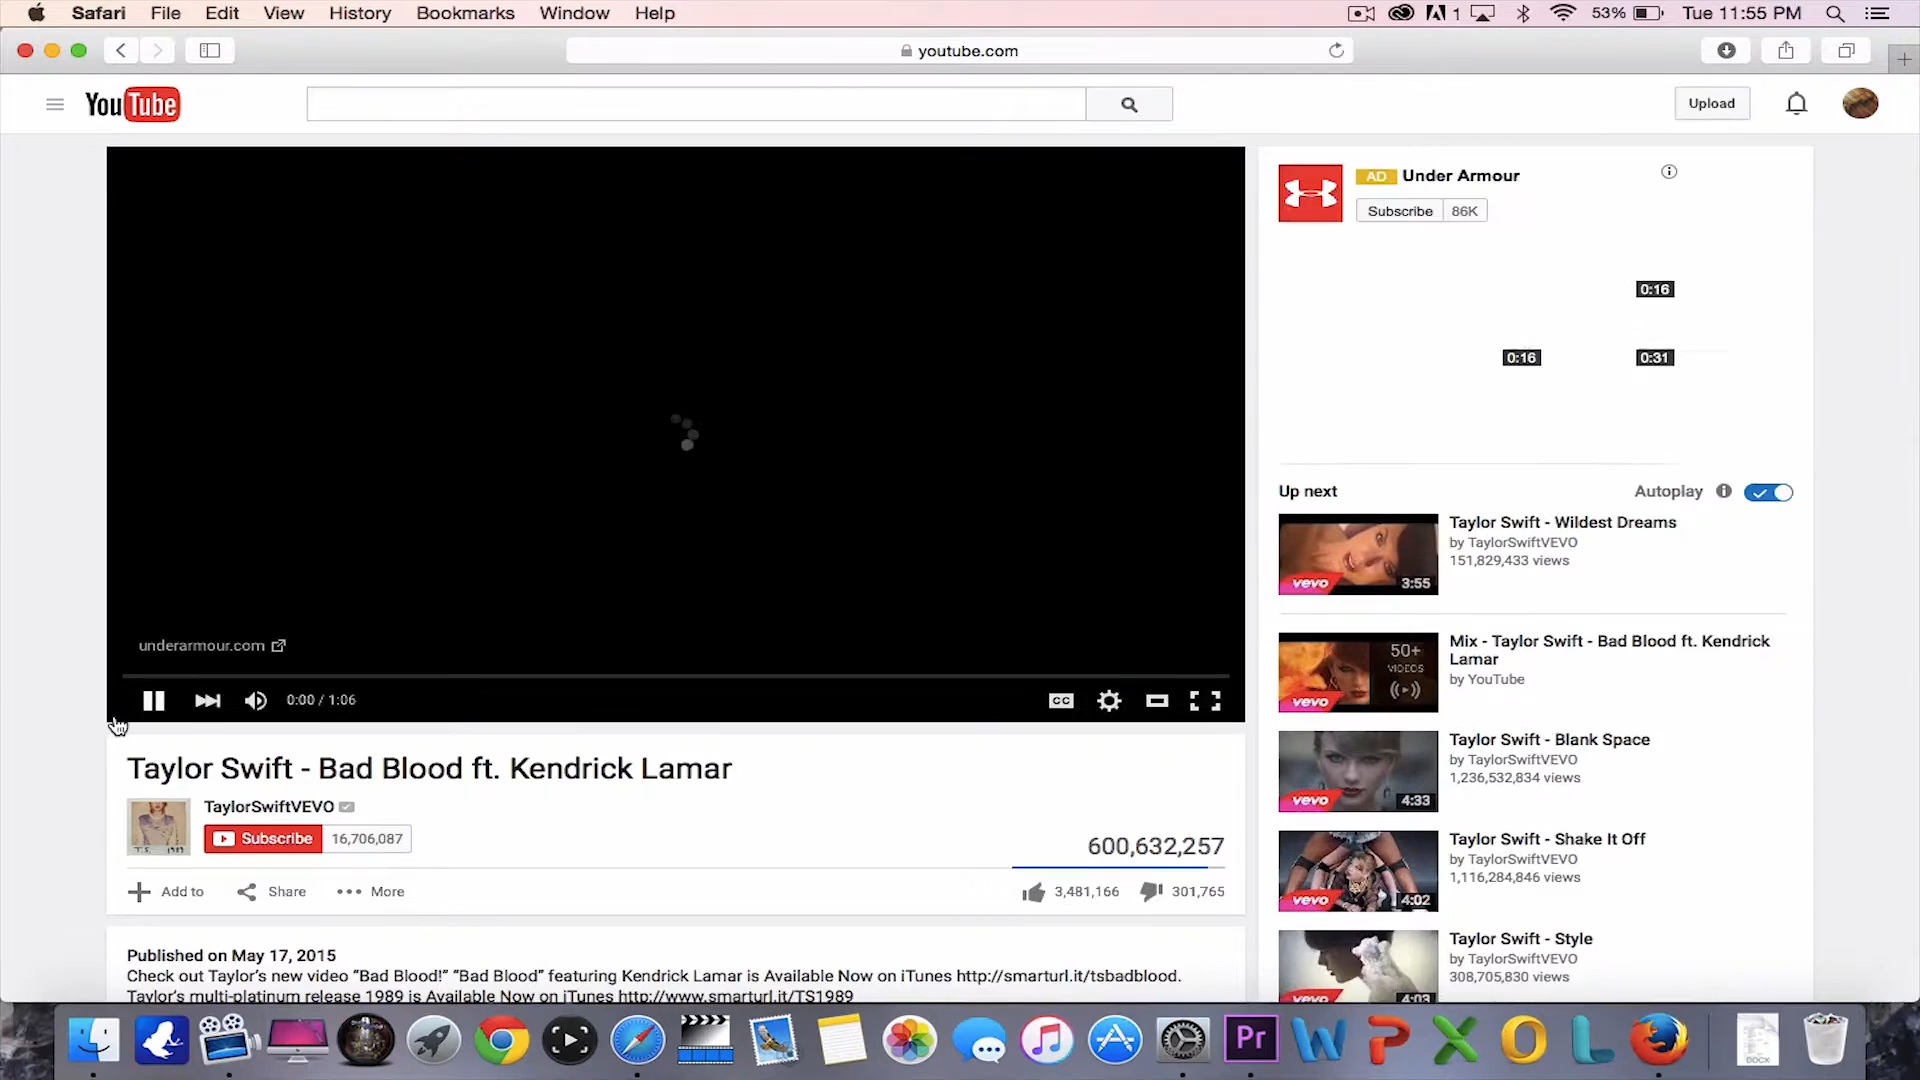 Safari File Edit View History Bookmarks Window Help 1 53% Tue 11:55 PM
youtube.com
YouTube Upload
AD Under Armour
Subscribe 86K
0:16
0:16 0:31
Up next Autoplay
Taylor Swift - Wildest Dreams
by TaylorSwiftVEVO
151,829,433 views
vevo 3:55
Mix - Taylor Swift - Bad Blood ft. Kendrick
Lamar
by YouTube
50+
VIDEOS
vevo
Taylor Swift - Blank Space
by TaylorSwiftVEVO
1,236,532,834 views
vevo 4:33
Taylor Swift - Shake It Off
by TaylorSwiftVEVO
1,116,284,846 views
vevo 4:02
Taylor Swift - Style
by TaylorSwiftVEVO
308,705,830 views
vevo 4:03
underarmour.com
0:00 / 1:06 CC
Taylor Swift - Bad Blood ft. Kendrick Lamar
TaylorSwiftVEVO
Subscribe 16,706,087
T.S. 1989
600,632,257
Add to Share More 3,481,166 301,765
Published on May 17, 2015
Check out Taylor's new video “Bad Blood!” “Bad Blood” featuring Kendrick Lamar is Available Now on iTunes http://smarturl.it/tsbadblood.
Taylor's multi-platinum release 1989 is Available Now on iTunes http://www.smarturl.it/TS1989
Pr W P X O L DOCX